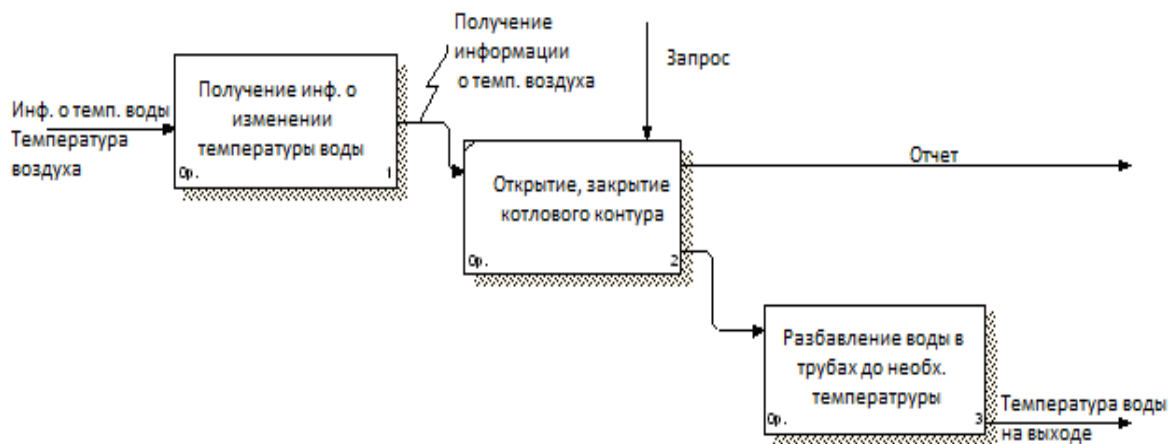 Получение
информации
о темп. воздуха
Запрос
Инф. о темп. воды
Температура
воздуха
Получение инф. о
изменении
температуры воды
0р. 1
Отчет
Открытие, закрытие
котлового контура
0р. 2
Разбавление воды в
трубах до необх.
температруры
0р. 3
Температура воды
на выходе